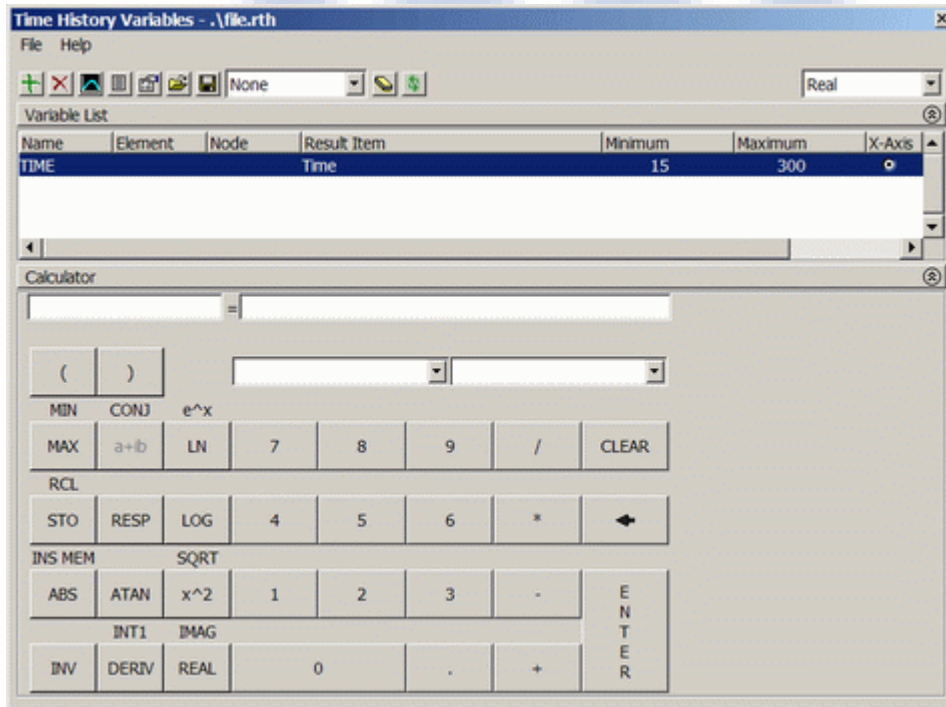 Time History Variables - .\file.rth
File Help
None Real
Variable List
Name Element Node Result Item Minimum Maximum X-Axis
TIME Time 15 300
Calculator
=
( )
MIN CONJ e^x
MAX a+ib LN 7 8 9 / CLEAR
RCL
STO RESP LOG 4 5 6 *
INS MEM SQRT
ABS ATAN x^2 1 2 3 - ENTER
INT1 IMAG
INV DERIV REAL 0 . +